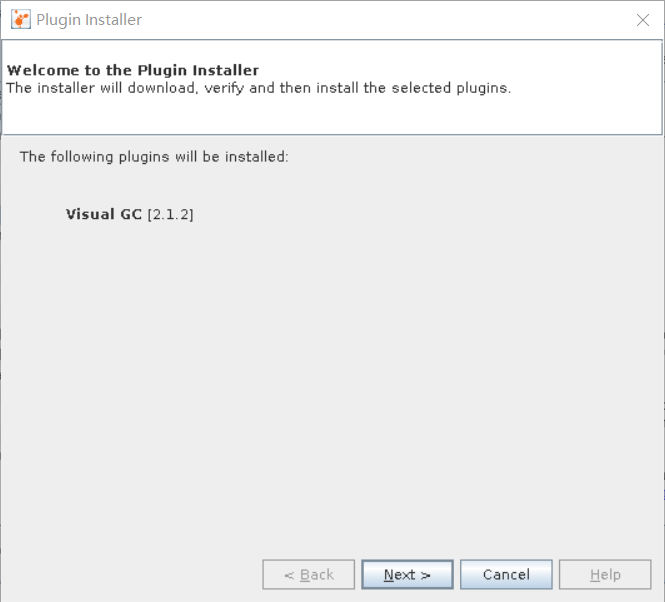 Plugin Installer
Welcome to the Plugin Installer
The installer will download, verify and then install the selected plugins.
The following plugins will be installed:
Visual GC [2.1.2]
< Back Next > Cancel Help